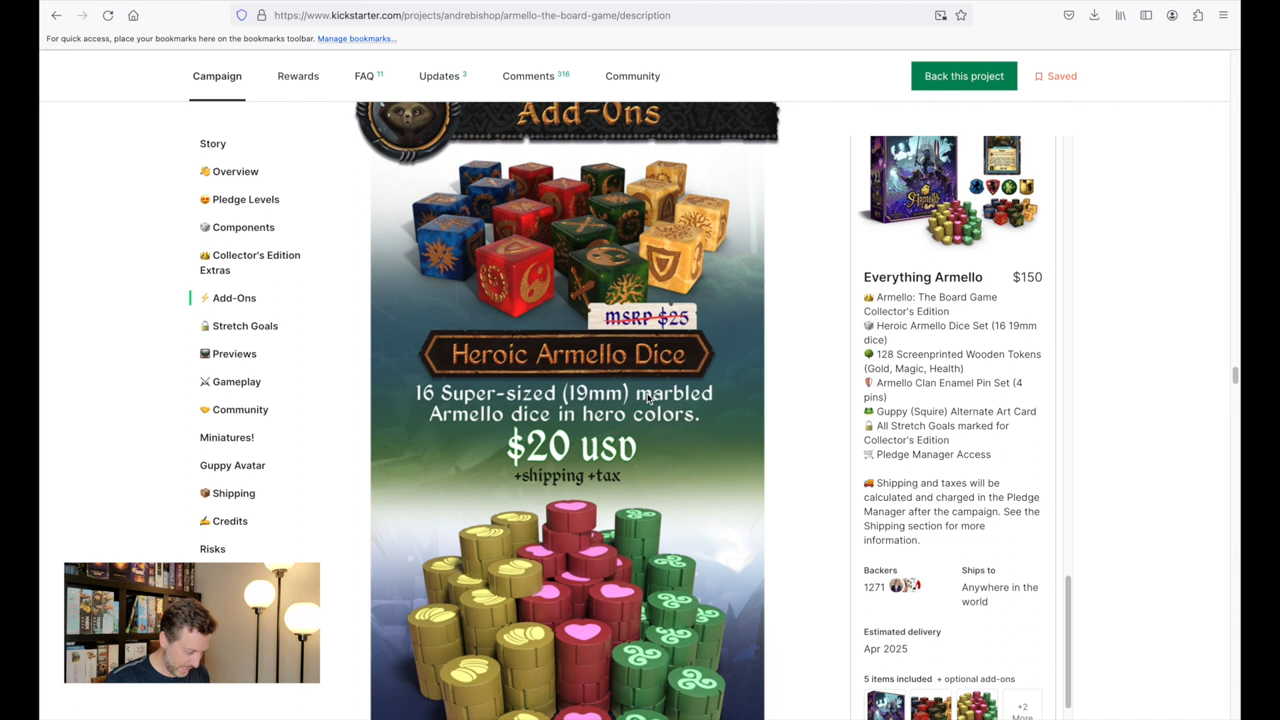 https://www.kickstarter.com/projects/andrebishop/armello-the-board-game/description
For quick access, place your bookmarks here on the bookmarks toolbar. Manage bookmarks...
Campaign
Rewards
FAQ 11
Updates 3
Comments 316
Community
Back this project
Saved
Story
👋 Overview
😍 Pledge Levels
🎲 Components
👑 Collector's Edition
Extras
⚡ Add-Ons
🔒 Stretch Goals
🖥️ Previews
⚔️ Gameplay
🤝 Community
Miniatures!
Guppy Avatar
📦 Shipping
✍️ Credits
Risks
Add-Ons
MSRP $25
Heroic Armello Dice
16 Super-sized (19mm) marbled
Armello dice in hero colors.
$20 USD
+shipping +tax
Armello
Everything Armello $150
👑 Armello: The Board Game
Collector's Edition
🎲 Heroic Armello Dice Set (16 19mm
dice)
🌳 128 Screenprinted Wooden Tokens
(Gold, Magic, Health)
🛡️ Armello Clan Enamel Pin Set (4
pins)
🐸 Guppy (Squire) Alternate Art Card
🔓 All Stretch Goals marked for
Collector's Edition
🛒 Pledge Manager Access
🚚 Shipping and taxes will be
calculated and charged in the Pledge
Manager after the campaign. See the
Shipping section for more
information.
Backers
1271
Ships to
Anywhere in the
world
Estimated delivery
Apr 2025
5 items included + optional add-ons
+2
More